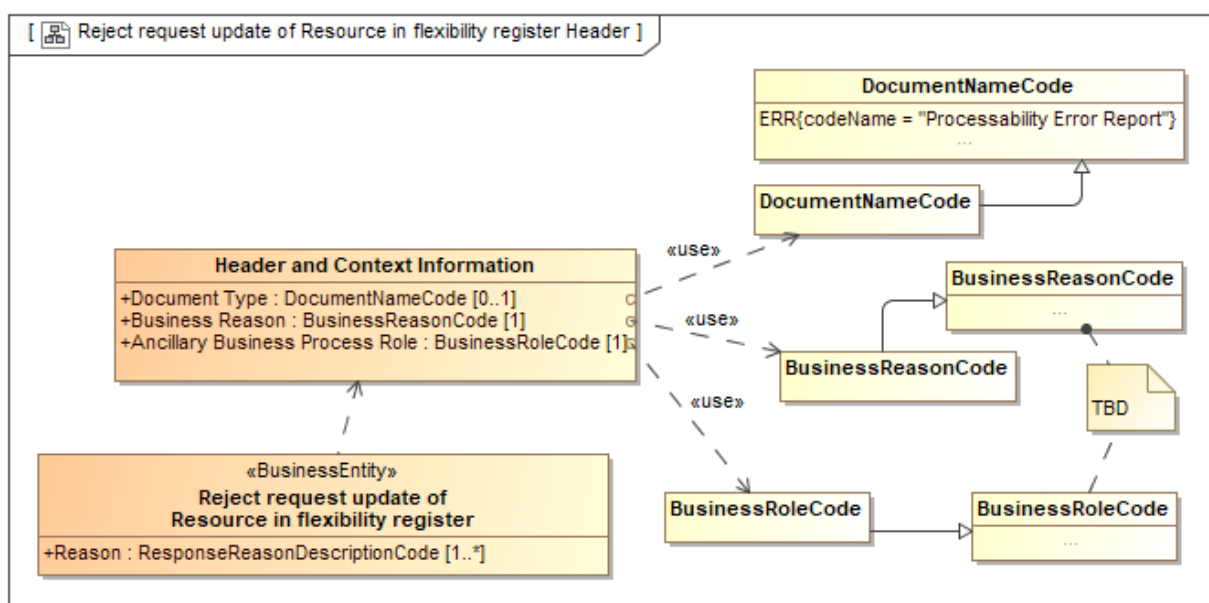 [ Reject request update of Resource in flexibility register Header ]
DocumentNameCode
ERR{codeName = "Processability Error Report"}
...
DocumentNameCode
«use»
Header and Context Information
+Document Type : DocumentNameCode [0..1]
+Business Reason : BusinessReasonCode [1]
+Ancillary Business Process Role : BusinessRoleCode [1]
BusinessReasonCode
...
«use»
BusinessReasonCode
TBD
«use»
«BusinessEntity»
Reject request update of
Resource in flexibility register
+Reason : ResponseReasonDescriptionCode [1..*]
BusinessRoleCode
BusinessRoleCode
...